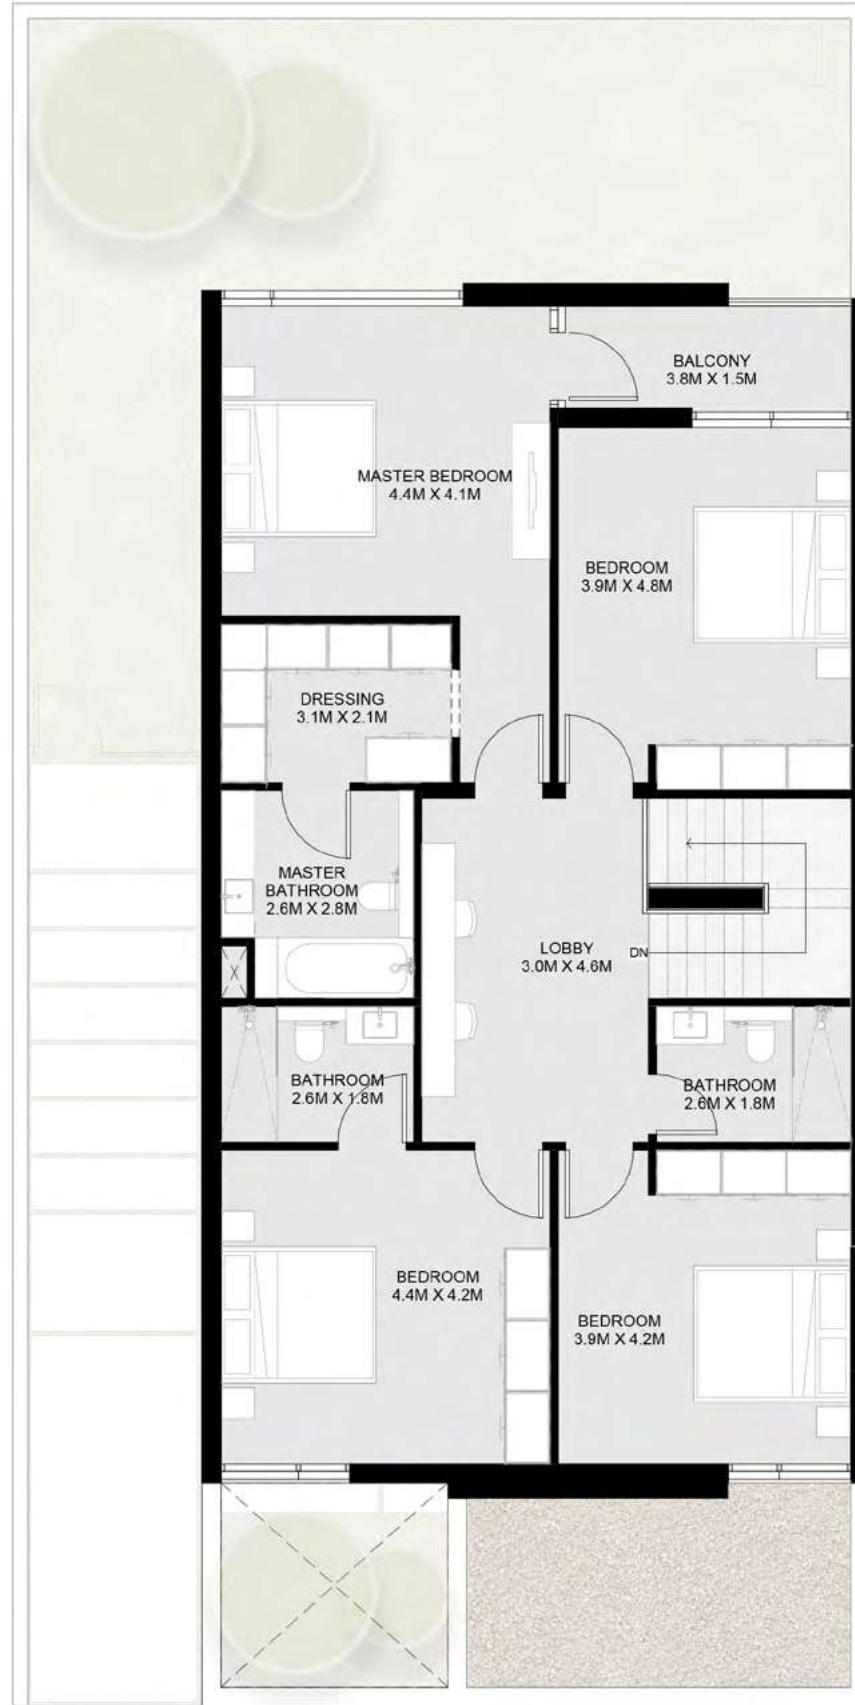 BALCONY
3.8M X 1.5M
MASTER BEDROOM
4.4M X 4.1M
BEDROOM
3.9M X 4.8M
DRESSING
3.1M X 2.1M
MASTER
BATHROOM
2.6M X 2.8M
LOBBY
3.0M X 4.6M
DN
BATHROOM
2.6M X 1.8M
BATHROOM
2.6M X 1.8M
BEDROOM
4.4M X 4.2M
BEDROOM
3.9M X 4.2M